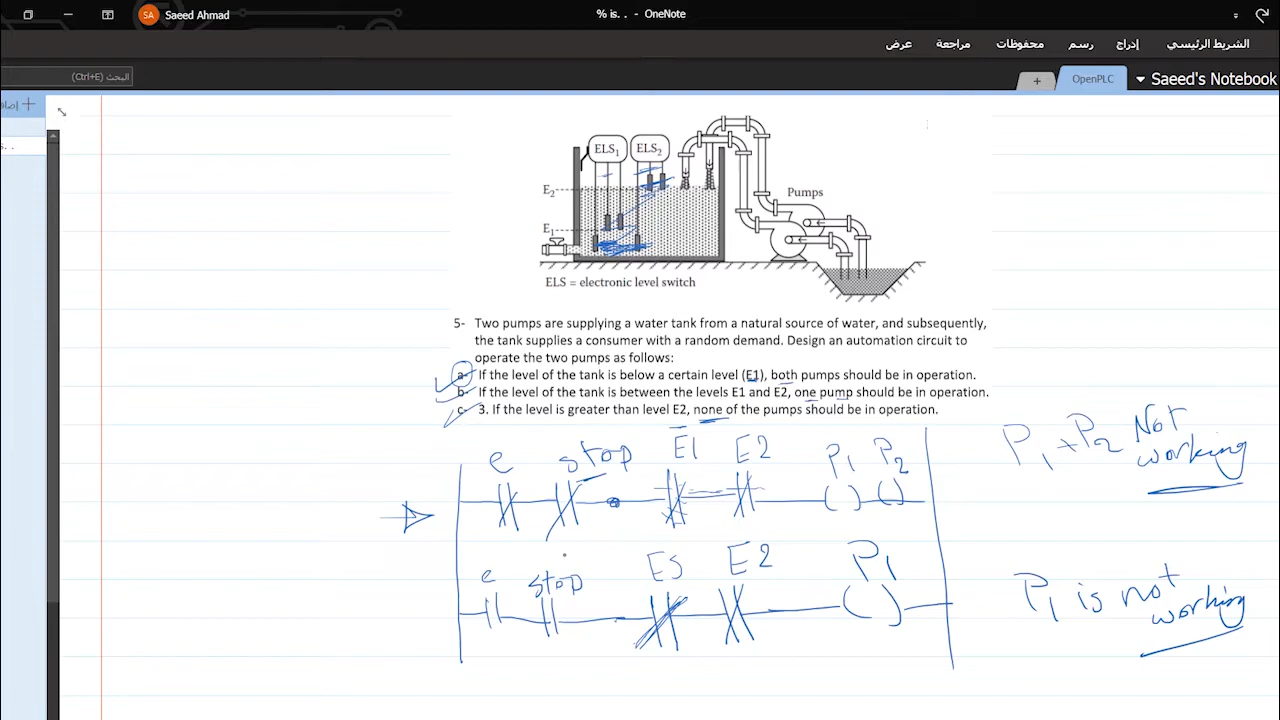 SA Saeed Ahmad
% is. . - OneNote
الشريط الرئيسي إدراج رسم محفوظات مراجعة عرض
البحث (Ctrl+E)
+ OpenPLC Saeed's Notebook
s. .
ELS1 ELS2
E2
E1
Pumps
ELS = electronic level switch
5- Two pumps are supplying a water tank from a natural source of water, and subsequently,
the tank supplies a consumer with a random demand. Design an automation circuit to
operate the two pumps as follows:
a- If the level of the tank is below a certain level (E1), both pumps should be in operation.
b- If the level of the tank is between the levels E1 and E2, one pump should be in operation.
c- 3. If the level is greater than level E2, none of the pumps should be in operation.
e stop E1 E2 P1 P2
P1 + P2 Not
working
e stop E2 P1
P1 is not
working